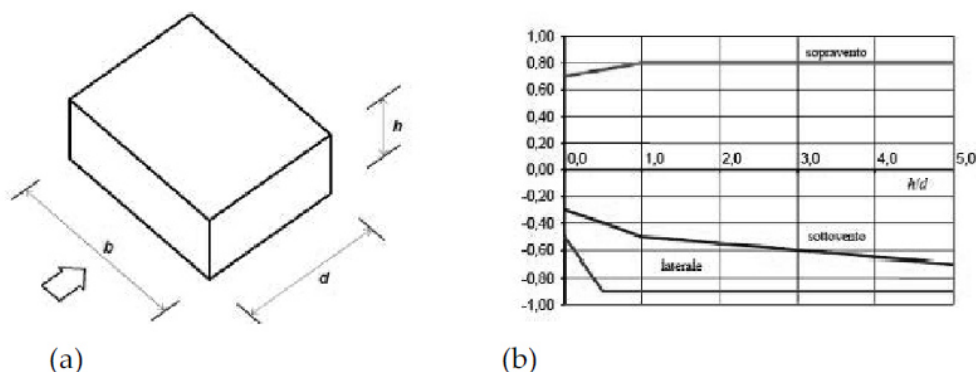 h
b
d
(a)
1,00
0,80
0,60
0,40
0,20
0,00
-0,20
-0,40
-0,60
-0,80
-1,00
sopravento
0,0 1,0 2,0 3,0 4,0 5,0
h/d
sottovento
laterale
(b)